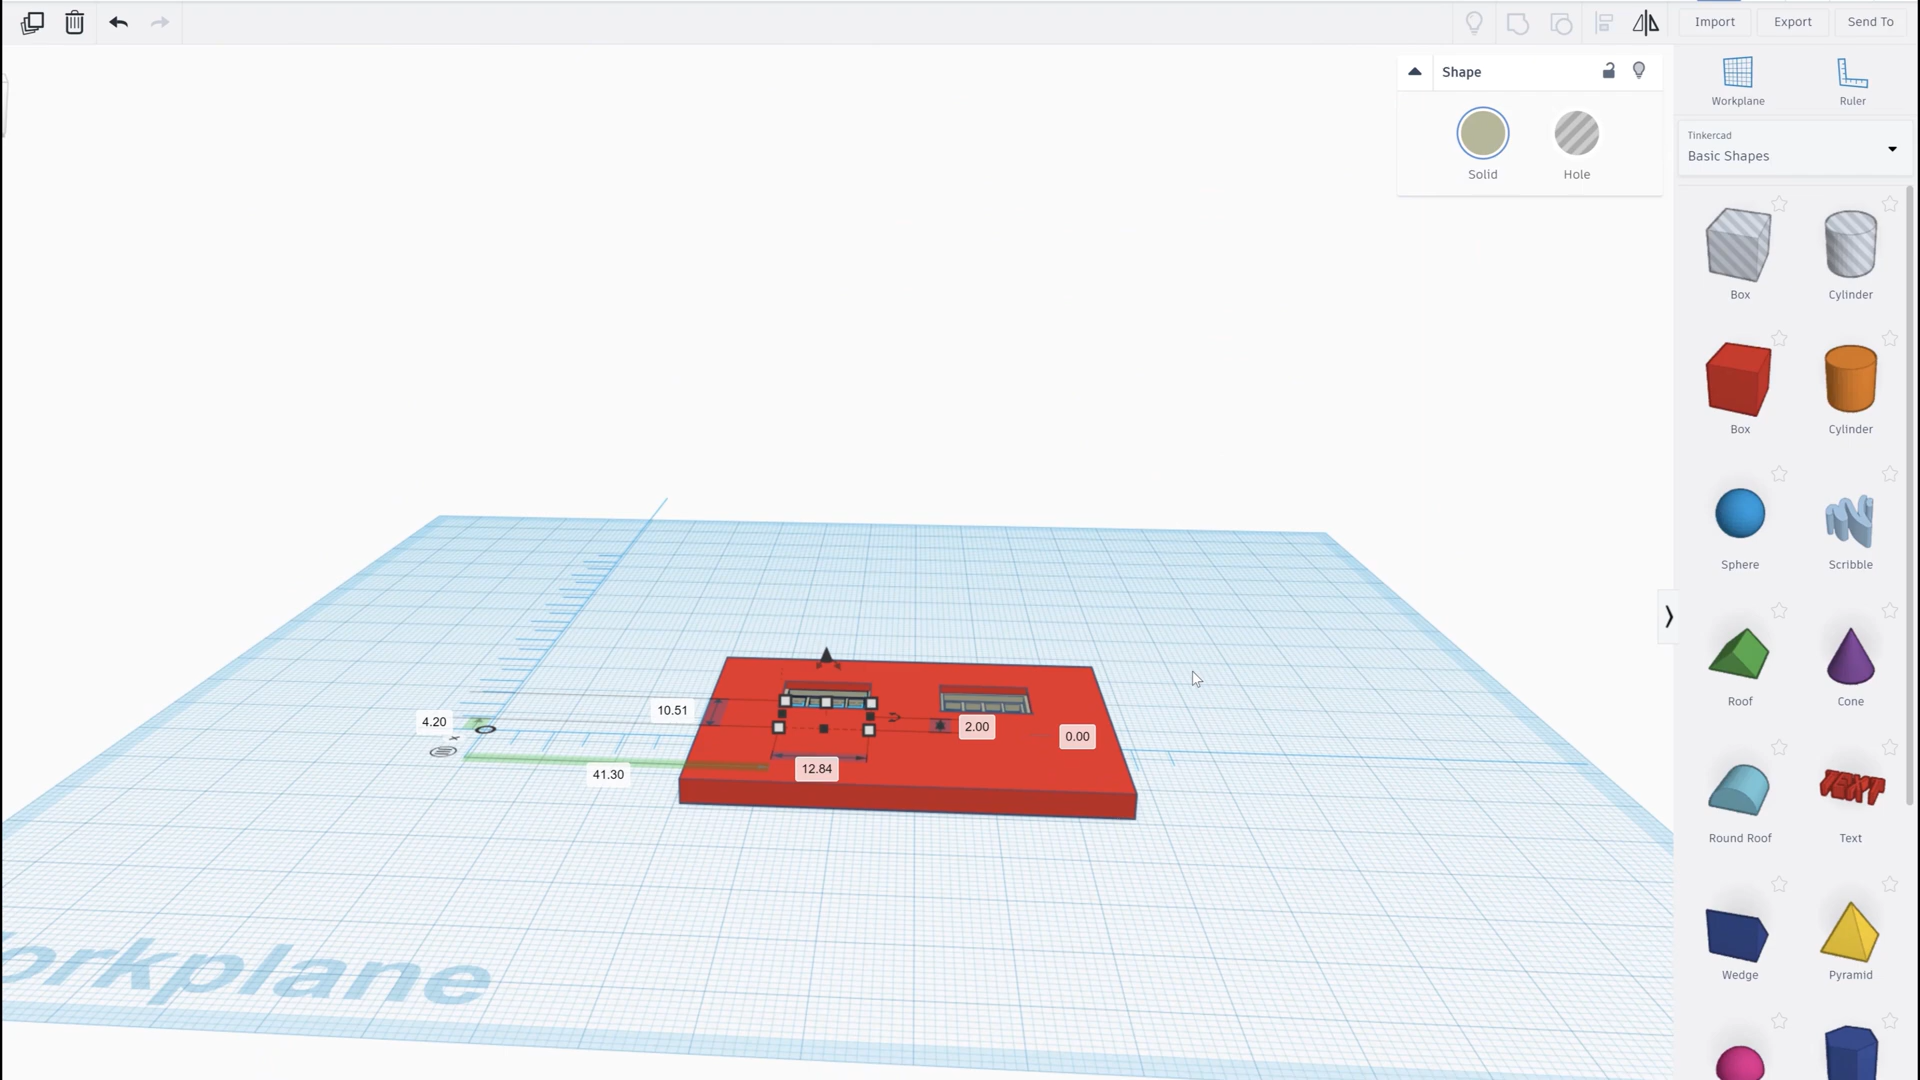 Import
Export
Send To
Shape
Solid
Hole
Workplane
Ruler
Tinkercad
Basic Shapes
Box
Cylinder
Box
Cylinder
Sphere
Scribble
Roof
Cone
Round Roof
TEXT
Text
Wedge
Pyramid
4.20
10.51
2.00
0.00
41.30
12.84
orkplane